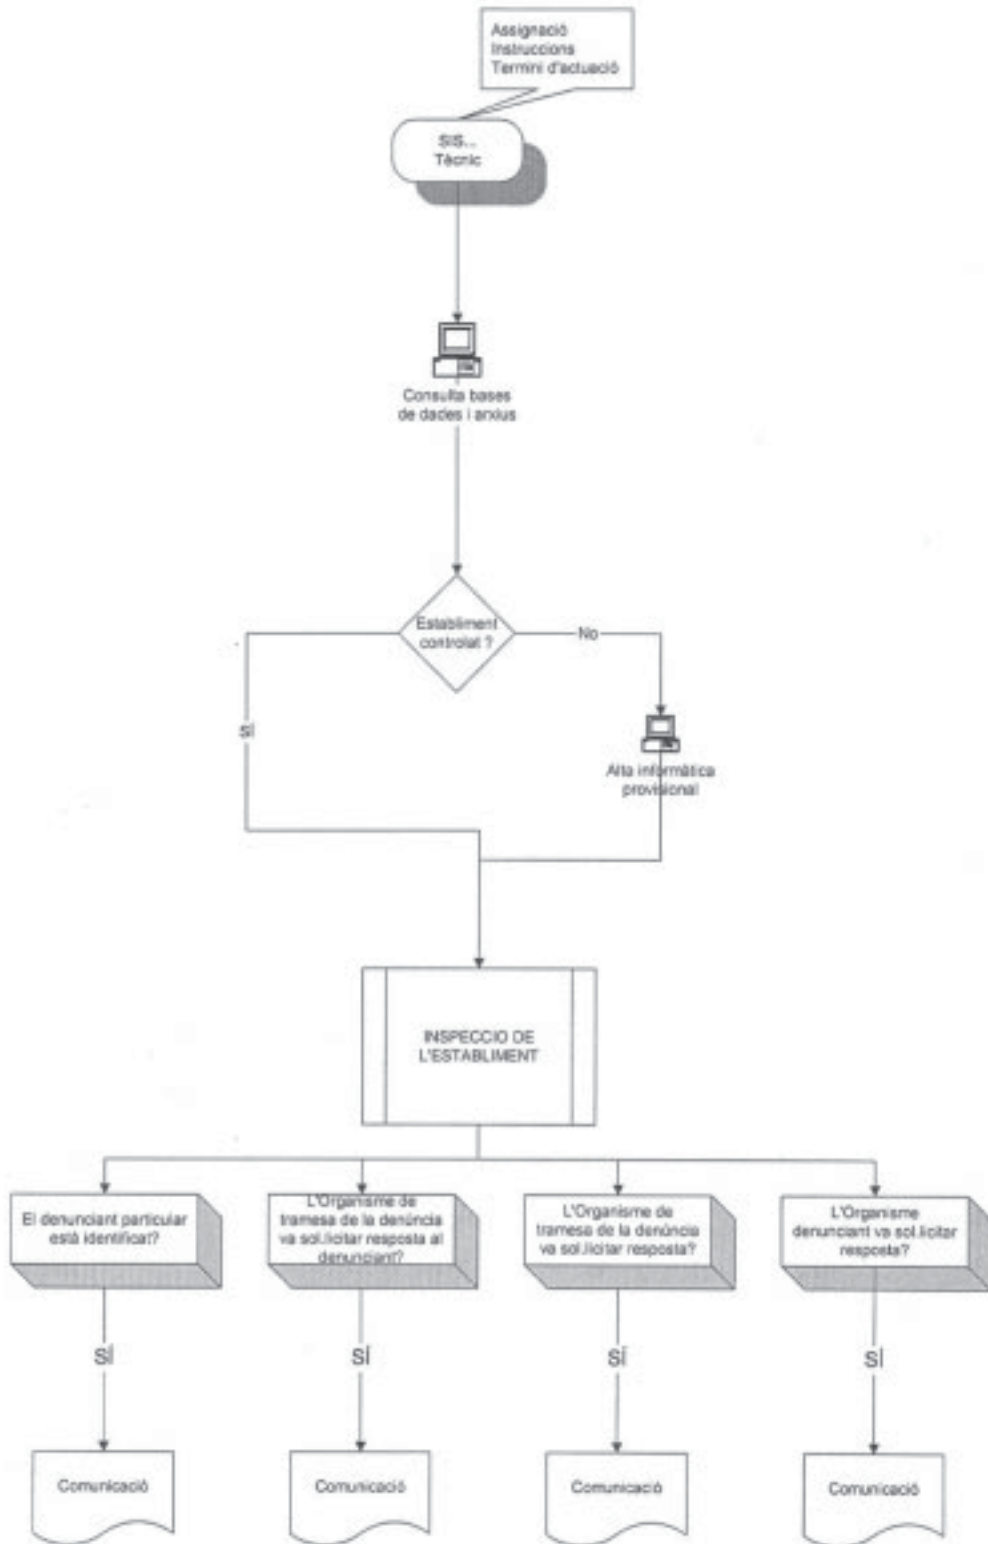 Assignació
Instruccions
Termini d'actuació
SIS...
Tècnic
Consulta bases
de dades i arxius
Establiment
controlat ?
No
SÍ
Alta informàtica
provisional
INSPECCIO DE
L'ESTABLIMENT
El denunciant particular
està identificat?
L'Organisme de
tramesa de la denúncia
va sol.licitar resposta al
denunciant?
L'Organisme de
tramesa de la denúncia
va sol.licitar resposta?
L'Organisme
denunciant va sol.licitar
resposta?
SÍ
SÍ
SÍ
SÍ
Comunicació
Comunicació
Comunicació
Comunicació